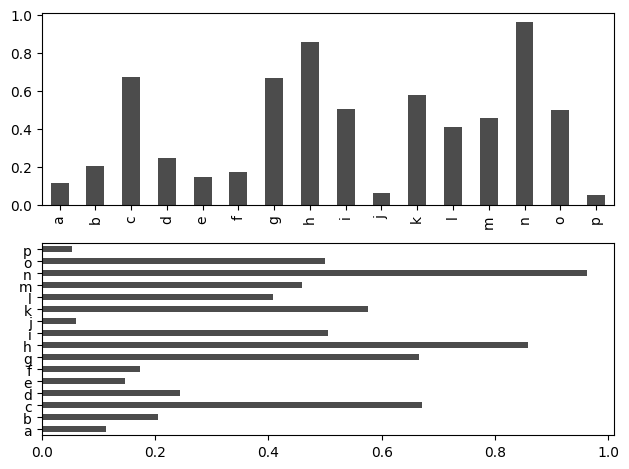 1.0
0.8
0.6
0.4
0.2
0.0
a b c d e f g h i j k l m n o p
p
o
n
m
l
k
j
i
h
g
f
e
d
c
b
a
0.0 0.2 0.4 0.6 0.8 1.0